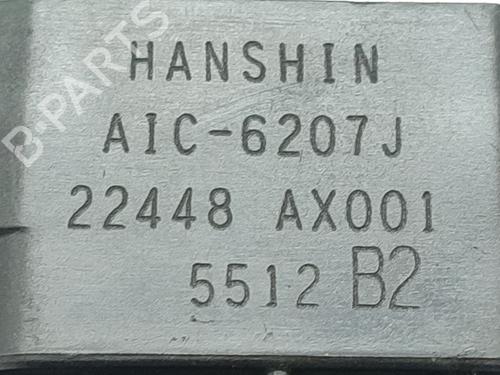 B-PARTS
HANSHIN
AIC-6207J
22448 AX001
5512 B2